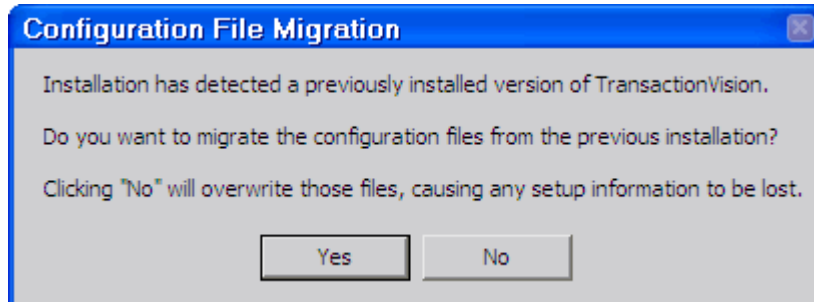 Configuration File Migration
Installation has detected a previously installed version of TransactionVision.
Do you want to migrate the configuration files from the previous installation?
Clicking "No" will overwrite those files, causing any setup information to be lost.
Yes No